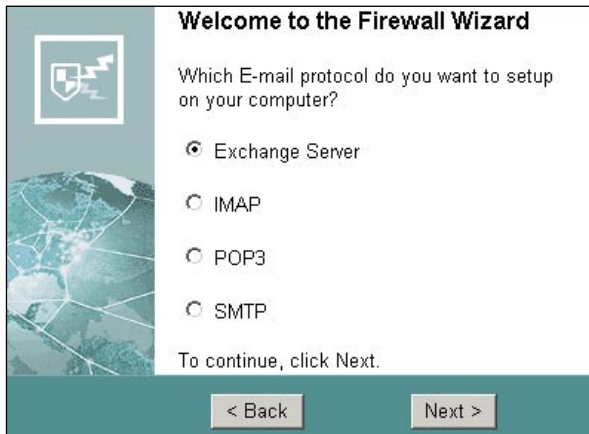 Welcome to the Firewall Wizard
Which E-mail protocol do you want to setup
on your computer?
Exchange Server
IMAP
POP3
SMTP
To continue, click Next.
< Back
Next >